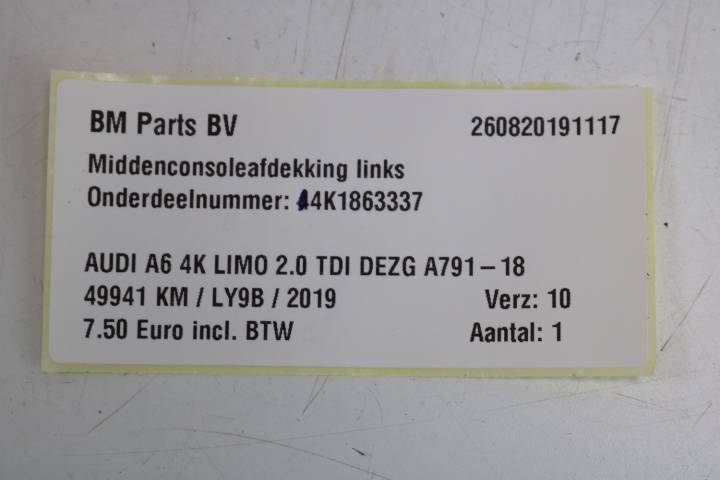 BM Parts BV 260820191117
Middenconsoleafdekking links
Onderdeelnummer: 44K1863337
AUDI A6 4K LIMO 2.0 TDI DEZG A791-18
49941 KM / LY9B / 2019 Verz: 10
7.50 Euro incl. BTW Aantal: 1